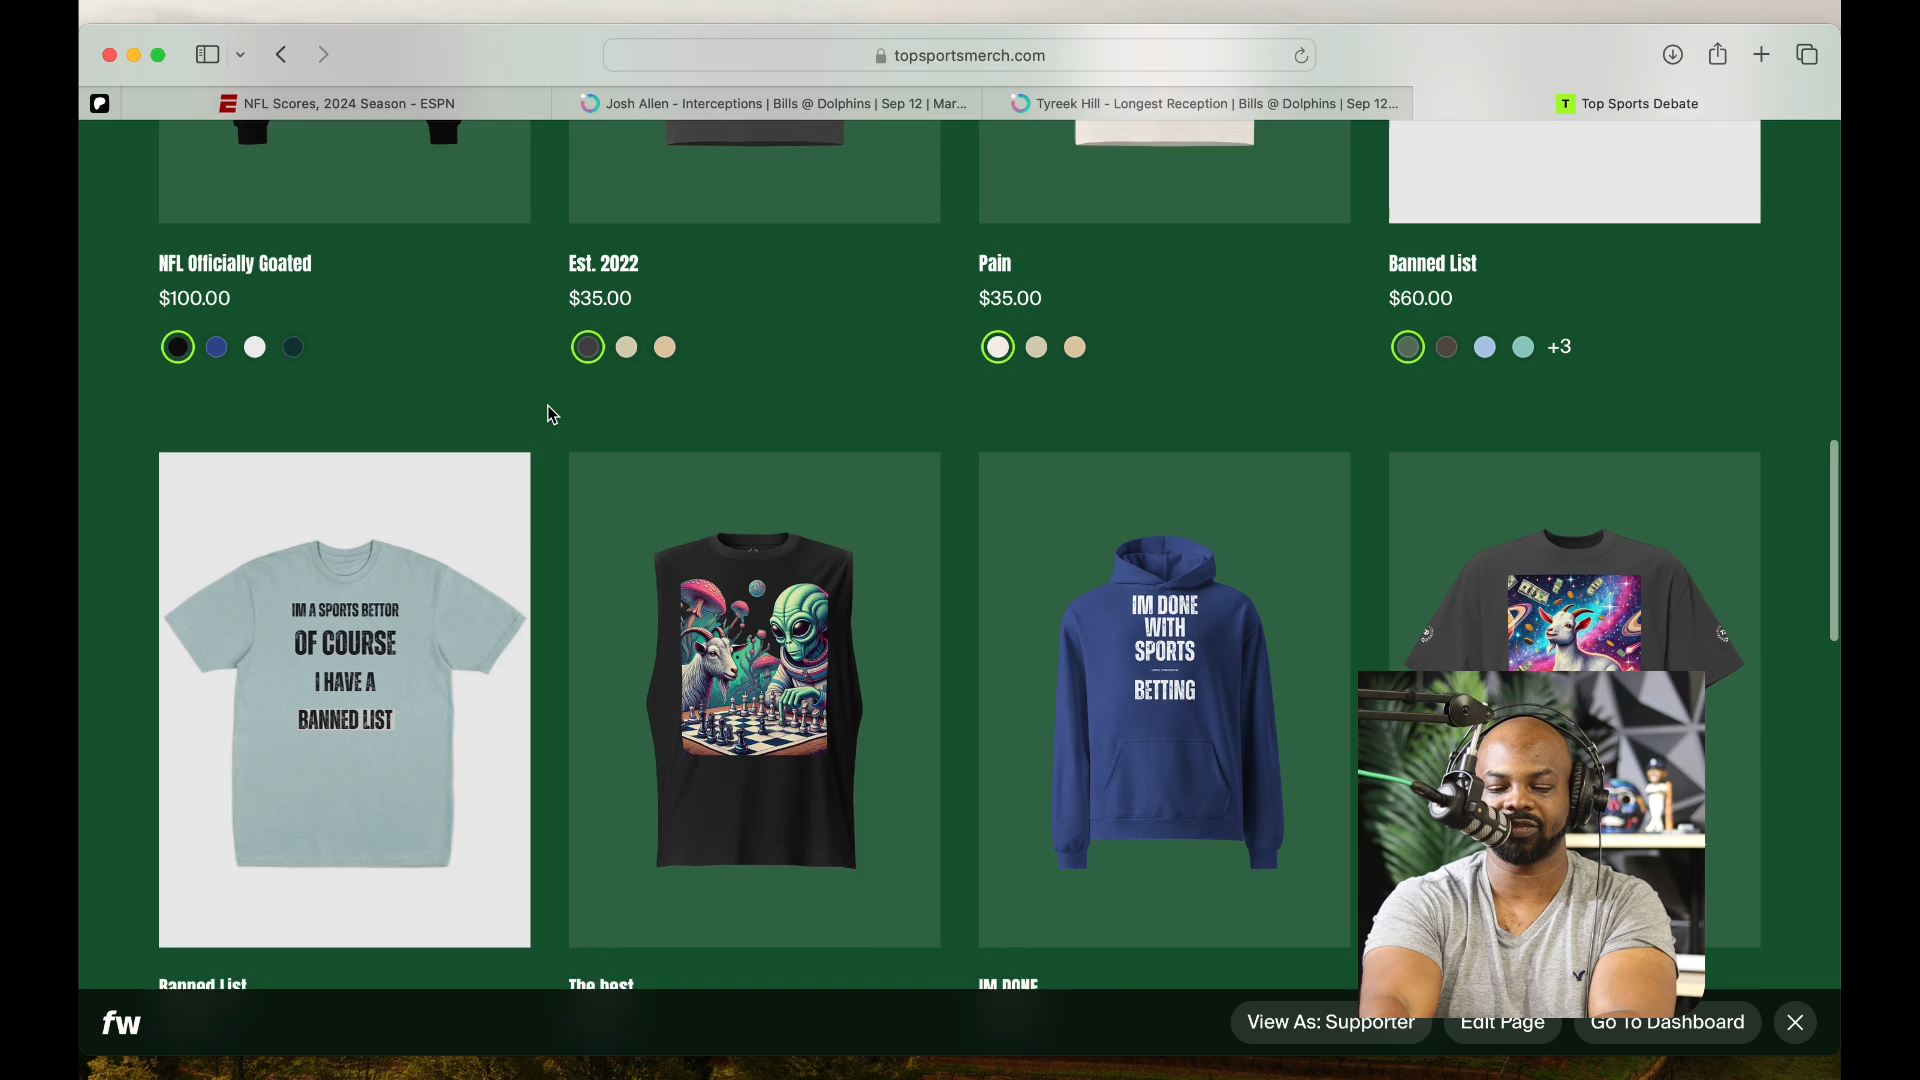 topsportsmerch.com
NFL Scores, 2024 Season - ESPN
Josh Allen - Interceptions | Bills @ Dolphins | Sep 12 | Mar...
Tyreek Hill - Longest Reception | Bills @ Dolphins | Sep 12...
T Top Sports Debate
NFL Officially Goated
$100.00
Est. 2022
$35.00
Pain
$35.00
Banned List
$60.00
+3
IM A SPORTS BETTOR
OF COURSE
I HAVE A
BANNED LIST
IM DONE
WITH
SPORTS
BETTING
Banned List
The best
IM DONE
fw
View As: Supporter
Edit Page
Go To Dashboard